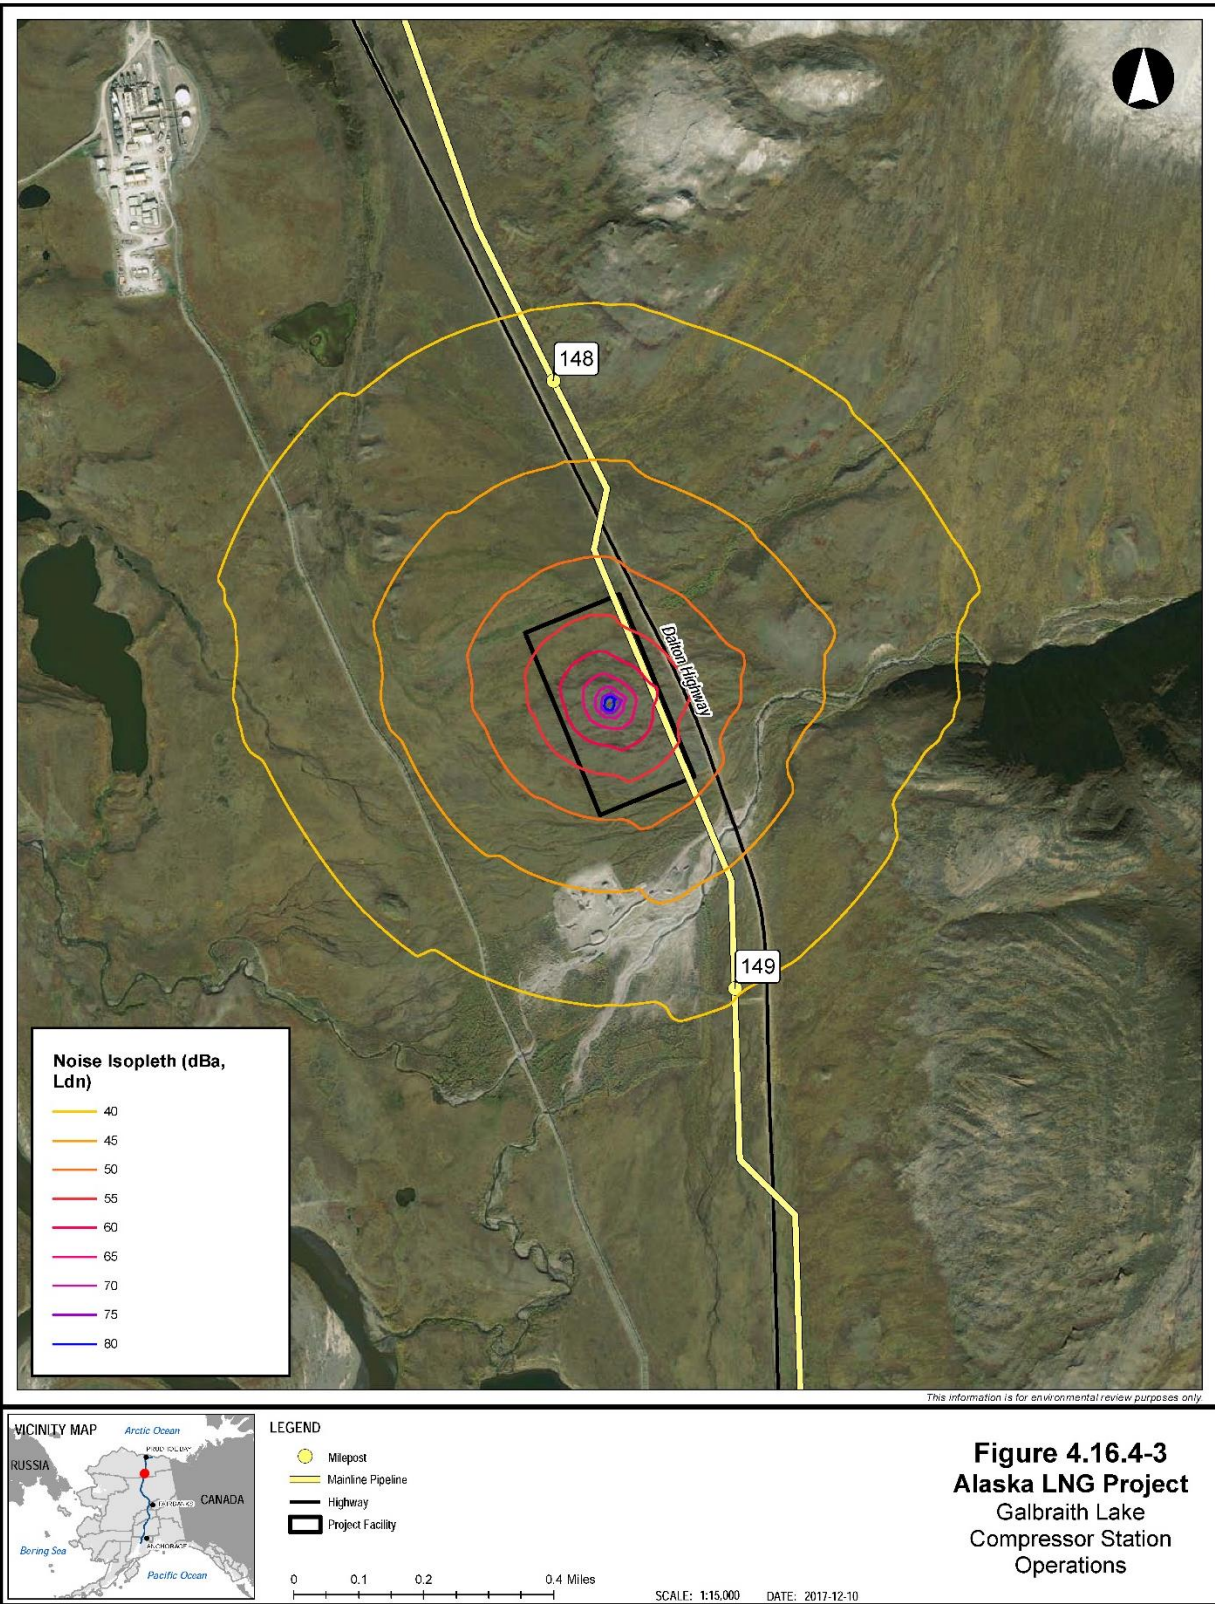 148
Dalton Highway
149
Noise Isopleth (dBa,
Ldn)
40
45
50
55
60
65
70
75
80
This information is for environmental review purposes only.
VICINITY MAP
Arctic Ocean
PRUDHOE BAY
RUSSIA
CANADA
FAIRBANKS
ANCHORAGE
Bering Sea
Pacific Ocean
LEGEND
Milepost
Mainline Pipeline
Highway
Project Facility
0 0.1 0.2 0.4 Miles
SCALE: 1:15,000 DATE: 2017-12-10
Figure 4.16.4-3
Alaska LNG Project
Galbraith Lake
Compressor Station
Operations